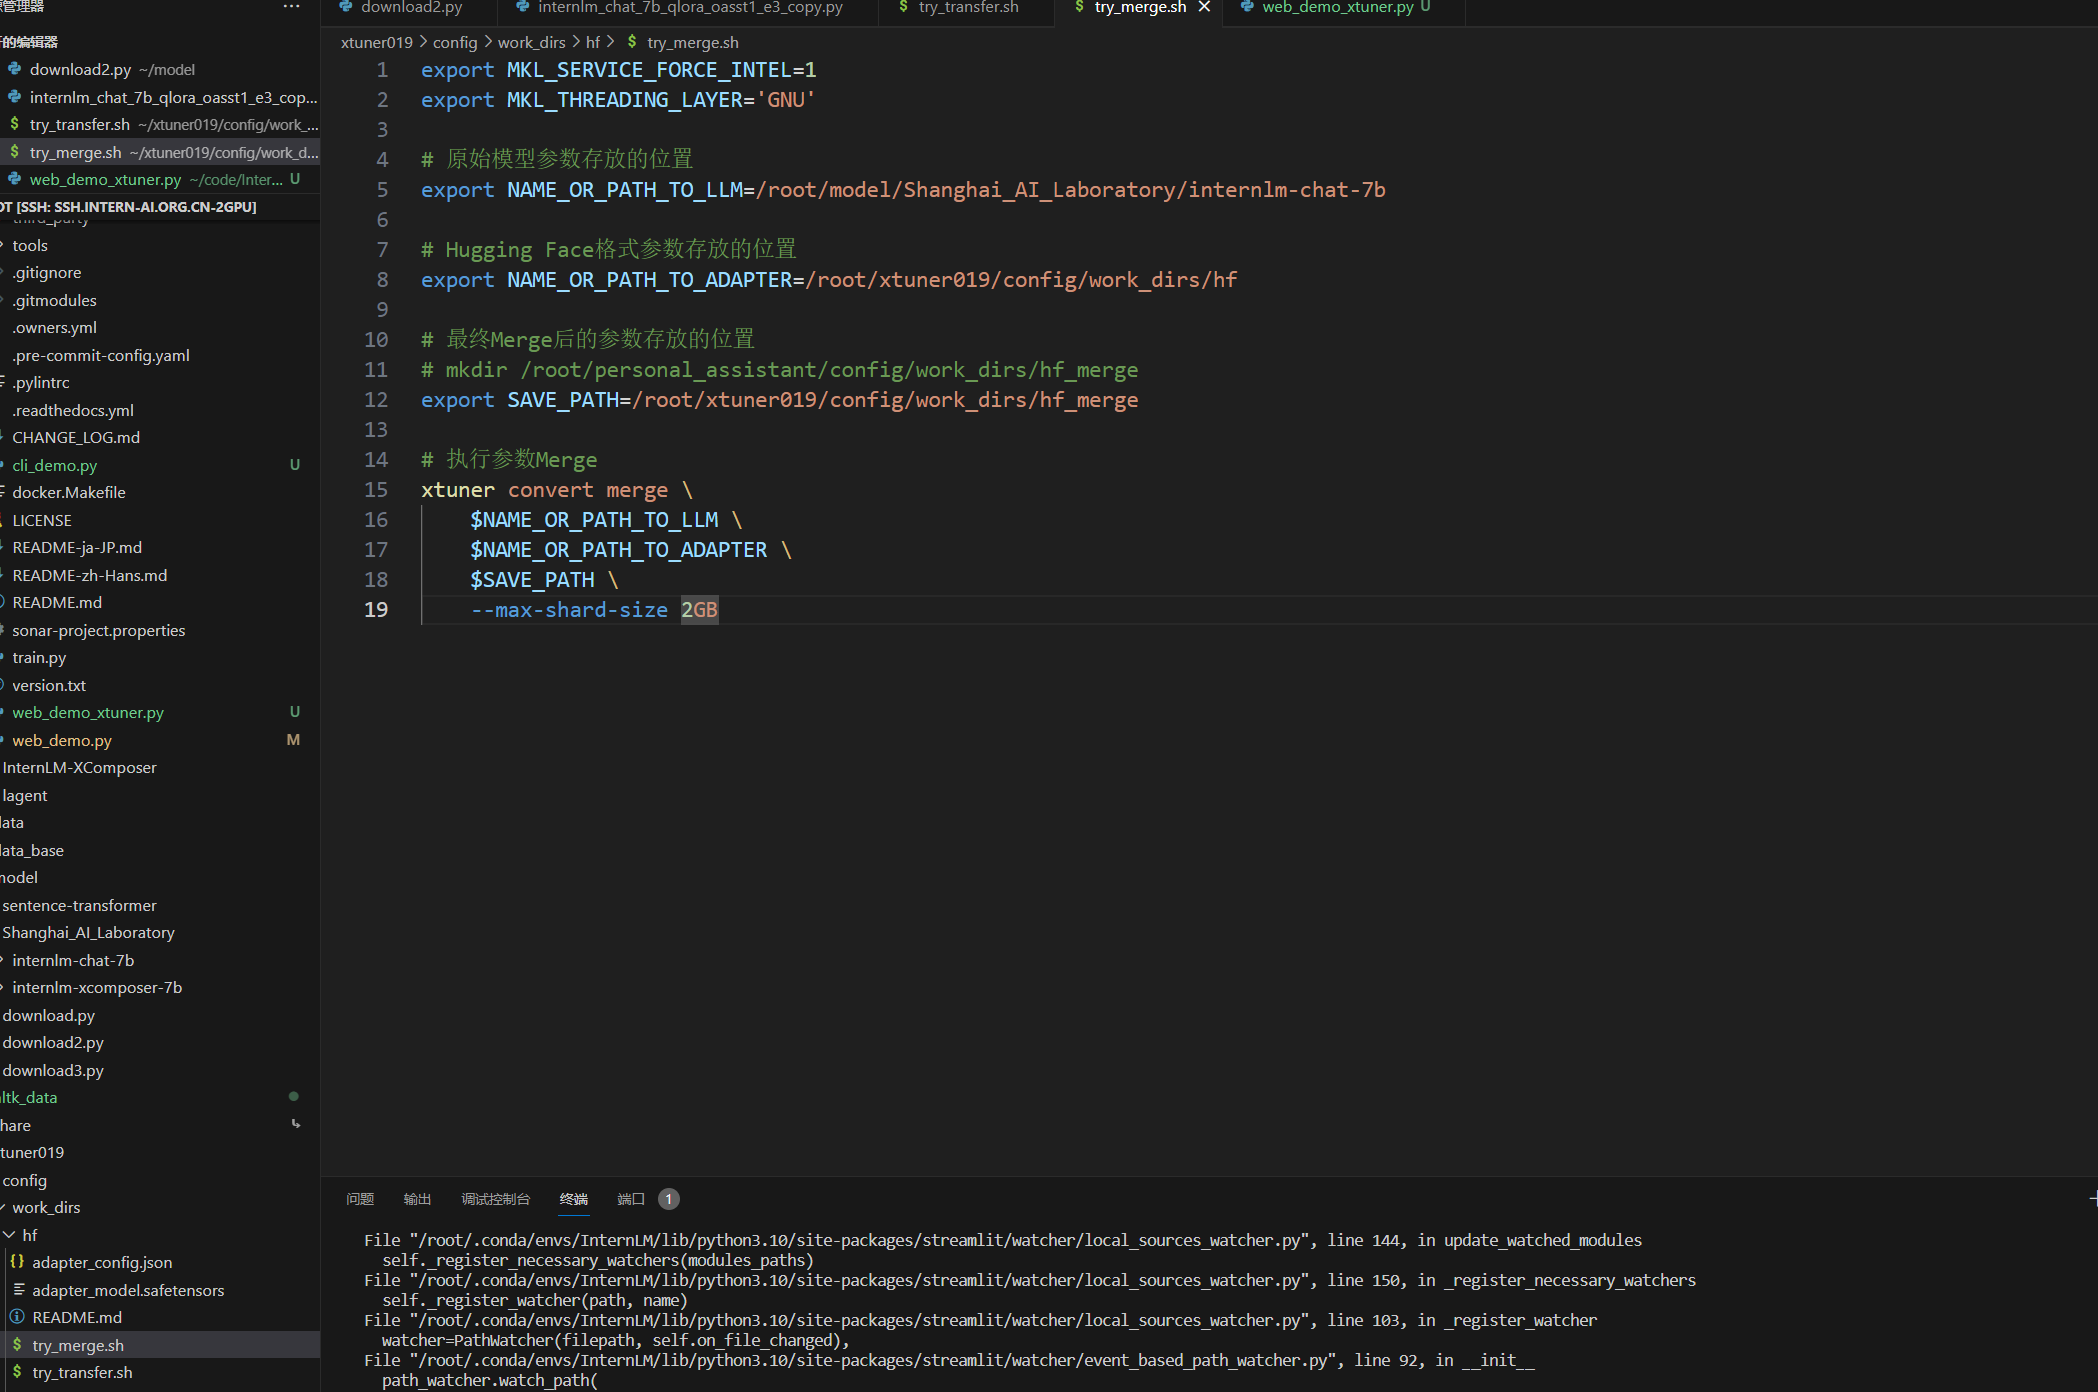 download2.py
internlm_chat_7b_qlora_oasst1_e3_copy.py
$ try_transfer.sh
$ try_merge.sh
web_demo_xtuner.py U
管理器
的编辑器
download2.py ~/model
internlm_chat_7b_qlora_oasst1_e3_cop...
$ try_transfer.sh ~/xtuner019/config/work_...
$ try_merge.sh ~/xtuner019/config/work_d...
web_demo_xtuner.py ~/code/Inter... U
OT [SSH: SSH.INTERN-AI.ORG.CN-2GPU]
third_party
tools
.gitignore
.gitmodules
.owners.yml
.pre-commit-config.yaml
.pylintrc
.readthedocs.yml
CHANGE_LOG.md
cli_demo.py U
docker.Makefile
LICENSE
README-ja-JP.md
README-zh-Hans.md
README.md
sonar-project.properties
train.py
version.txt
web_demo_xtuner.py U
web_demo.py M
InternLM-XComposer
lagent
ata
ata_base
model
sentence-transformer
Shanghai_AI_Laboratory
internlm-chat-7b
internlm-xcomposer-7b
download.py
download2.py
download3.py
ltk_data
hare
tuner019
config
work_dirs
hf
{} adapter_config.json
adapter_model.safetensors
README.md
$ try_merge.sh
$ try_transfer.sh
xtuner019 > config > work_dirs > hf > $ try_merge.sh
1 export MKL_SERVICE_FORCE_INTEL=1
2 export MKL_THREADING_LAYER='GNU'
3
4 # 原始模型参数存放的位置
5 export NAME_OR_PATH_TO_LLM=/root/model/Shanghai_AI_Laboratory/internlm-chat-7b
6
7 # Hugging Face格式参数存放的位置
8 export NAME_OR_PATH_TO_ADAPTER=/root/xtuner019/config/work_dirs/hf
9
10 # 最终Merge后的参数存放的位置
11 # mkdir /root/personal_assistant/config/work_dirs/hf_merge
12 export SAVE_PATH=/root/xtuner019/config/work_dirs/hf_merge
13
14 # 执行参数Merge
15 xtuner convert merge \
16 $NAME_OR_PATH_TO_LLM \
17 $NAME_OR_PATH_TO_ADAPTER \
18 $SAVE_PATH \
19 --max-shard-size 2GB
问题 输出 调试控制台 终端 端口 1
File "/root/.conda/envs/InternLM/lib/python3.10/site-packages/streamlit/watcher/local_sources_watcher.py", line 144, in update_watched_modules
self._register_necessary_watchers(modules_paths)
File "/root/.conda/envs/InternLM/lib/python3.10/site-packages/streamlit/watcher/local_sources_watcher.py", line 150, in _register_necessary_watchers
self._register_watcher(path, name)
File "/root/.conda/envs/InternLM/lib/python3.10/site-packages/streamlit/watcher/local_sources_watcher.py", line 103, in _register_watcher
watcher=PathWatcher(filepath, self.on_file_changed),
File "/root/.conda/envs/InternLM/lib/python3.10/site-packages/streamlit/watcher/event_based_path_watcher.py", line 92, in __init__
path_watcher.watch_path(